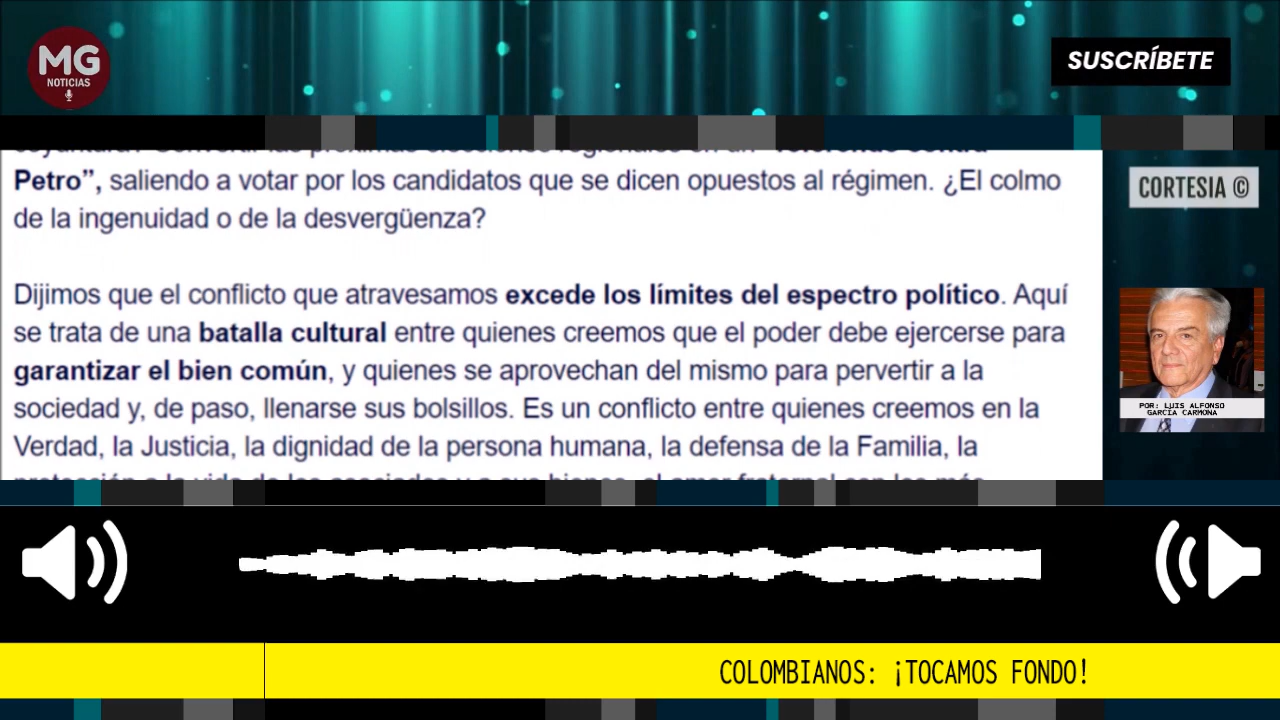 MG
NOTICIAS
SUSCRÍBETE
Petro”, saliendo a votar por los candidatos que se dicen opuestos al régimen. ¿El colmo
de la ingenuidad o de la desvergüenza?
Dijimos que el conflicto que atravesamos excede los límites del espectro político. Aquí
se trata de una batalla cultural entre quienes creemos que el poder debe ejercerse para
garantizar el bien común, y quienes se aprovechan del mismo para pervertir a la
sociedad y, de paso, llenarse sus bolsillos. Es un conflicto entre quienes creemos en la
Verdad, la Justicia, la dignidad de la persona humana, la defensa de la Familia, la
CORTESIA ©
POR: LUIS ALFONSO
GARCÍA CARMONA
COLOMBIANOS: ¡TOCAMOS FONDO!